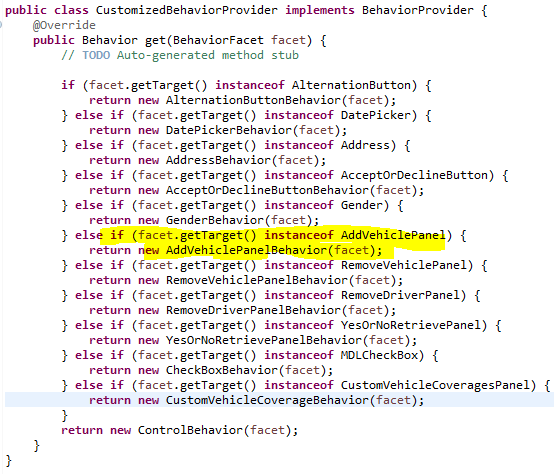 public class CustomizedBehaviorProvider implements BehaviorProvider {
@Override
public Behavior get(BehaviorFacet facet) {
// TODO Auto-generated method stub
if (facet.getTarget() instanceof AlternationButton) {
return new AlternationButtonBehavior(facet);
} else if (facet.getTarget() instanceof DatePicker) {
return new DatePickerBehavior(facet);
} else if (facet.getTarget() instanceof Address) {
return new AddressBehavior(facet);
} else if (facet.getTarget() instanceof AcceptOrDeclineButton) {
return new AcceptOrDeclineButtonBehavior(facet);
} else if (facet.getTarget() instanceof Gender) {
return new GenderBehavior(facet);
} else if (facet.getTarget() instanceof AddVehiclePanel) {
return new AddVehiclePanelBehavior(facet);
} else if (facet.getTarget() instanceof RemoveVehiclePanel) {
return new RemoveVehiclePanelBehavior(facet);
} else if (facet.getTarget() instanceof RemoveDriverPanel) {
return new RemoveDriverPanelBehavior(facet);
} else if (facet.getTarget() instanceof YesOrNoRetrievePanel) {
return new YesOrNoRetrievePanelBehavior(facet);
} else if (facet.getTarget() instanceof MDLCheckBox) {
return new CheckBoxBehavior(facet);
} else if (facet.getTarget() instanceof CustomVehicleCoveragesPanel) {
return new CustomVehicleCoverageBehavior(facet);
}
return new ControlBehavior(facet);
}
}